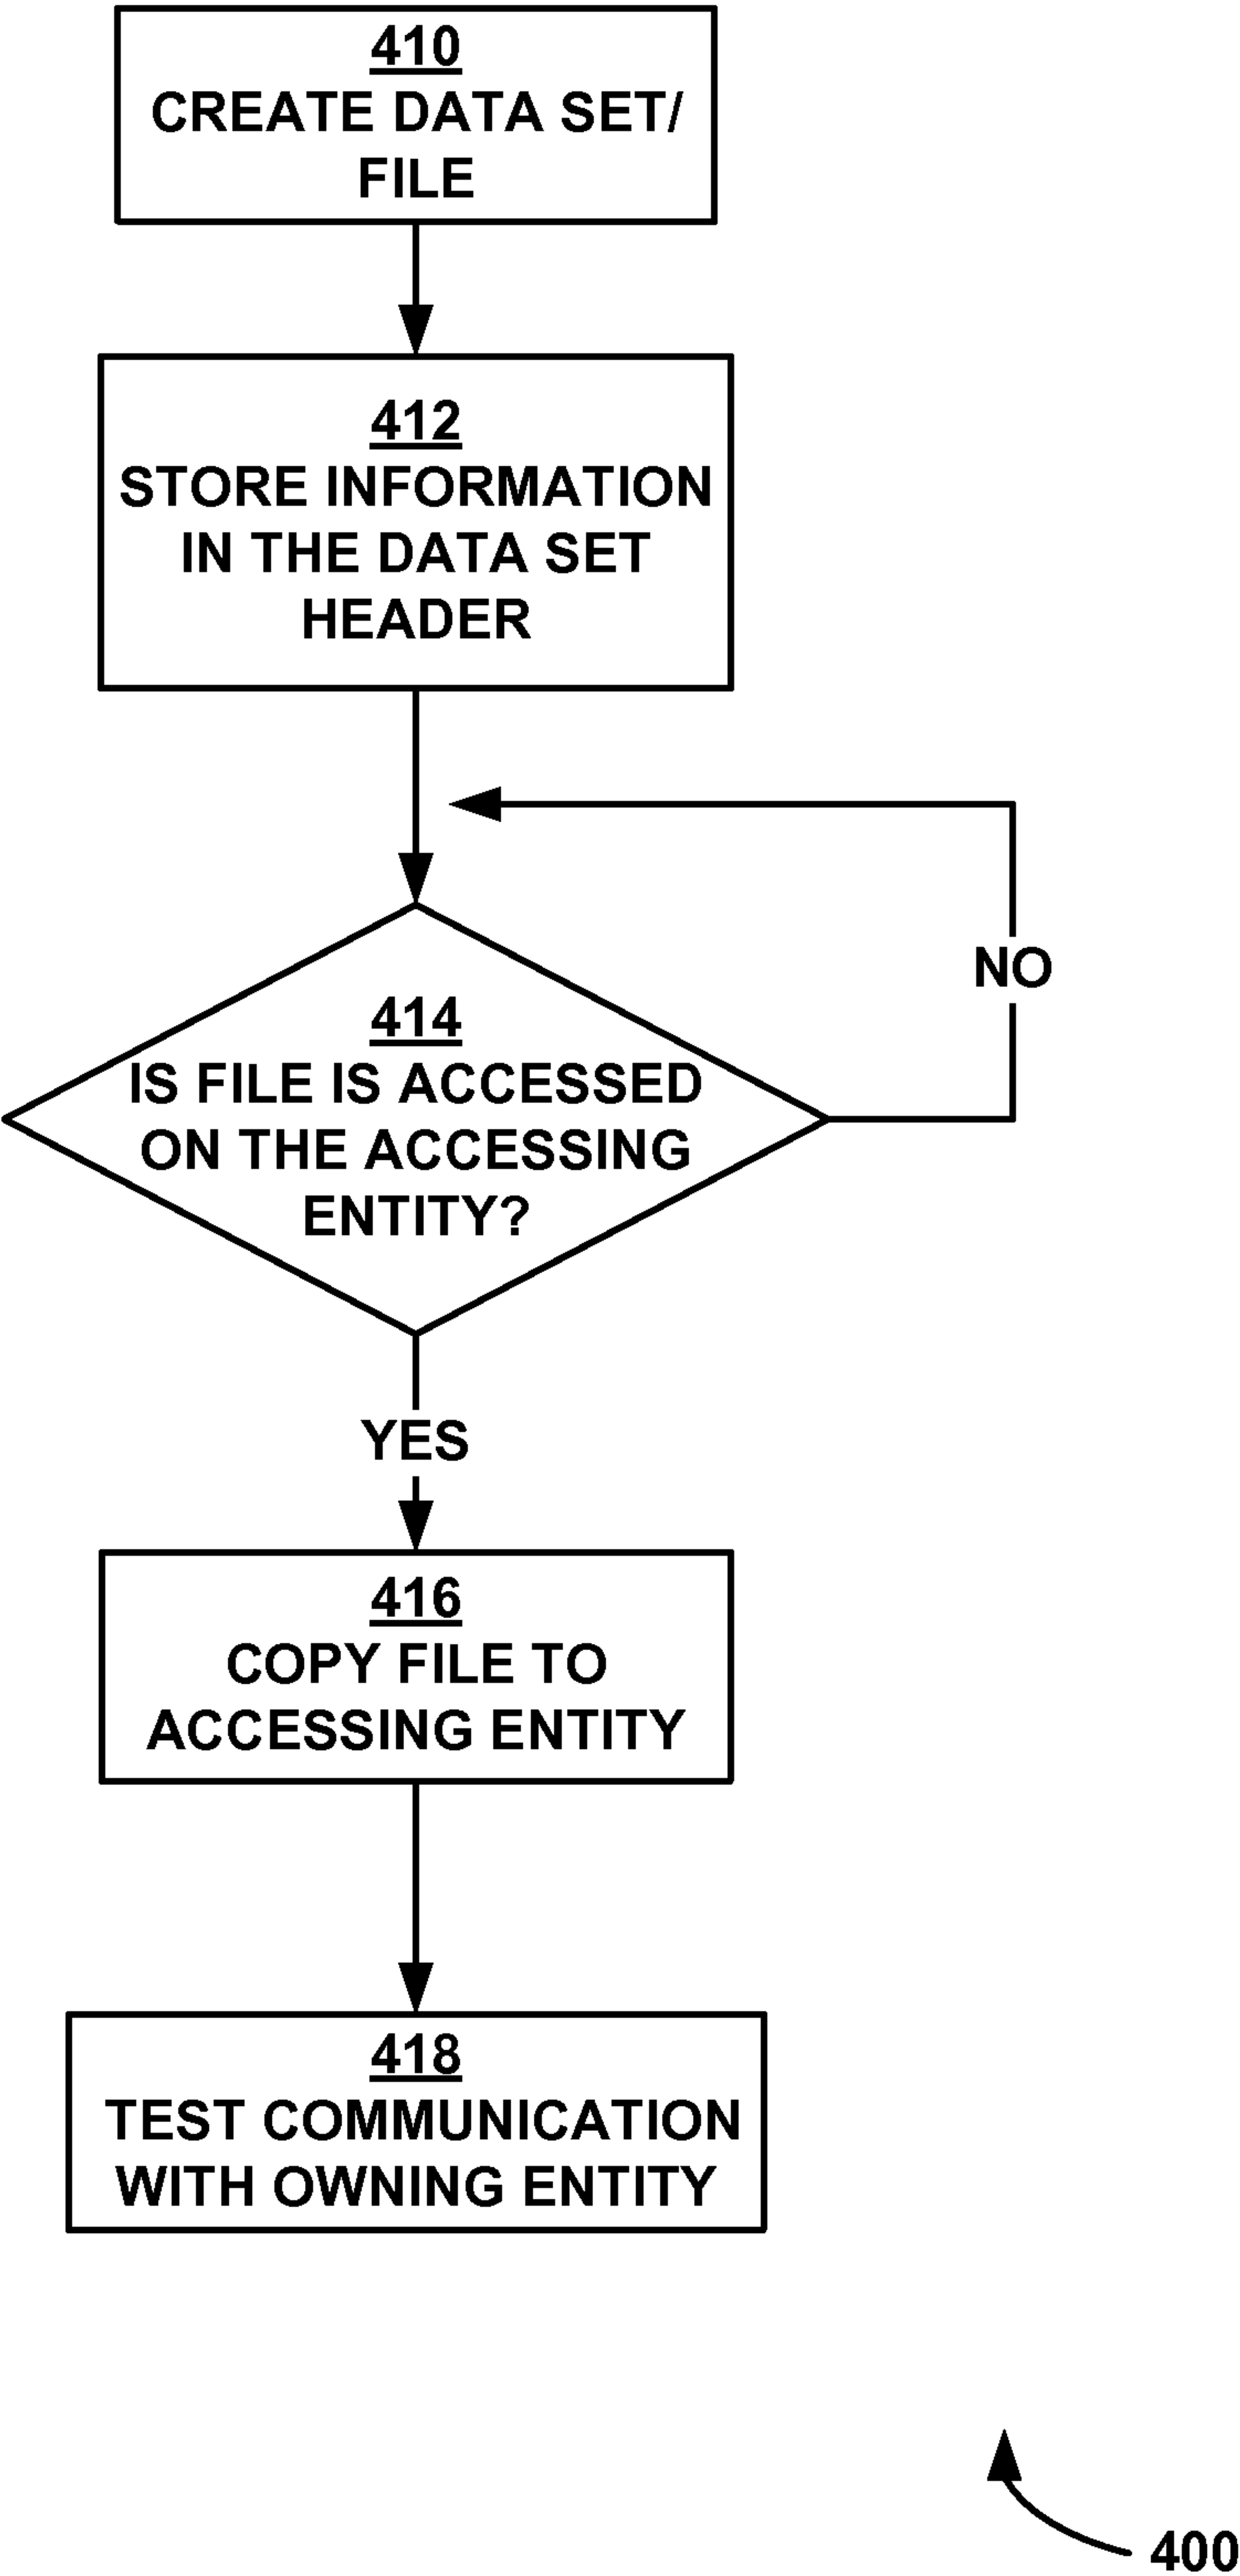 410
CREATE DATA SET/
FILE
412
STORE INFORMATION
IN THE DATA SET
HEADER
NO
414
IS FILE IS ACCESSED
ON THE ACCESSING
ENTITY?
YES
416
COPY FILE TO
ACCESSING ENTITY
418
TEST COMMUNICATION
WITH OWNING ENTITY
400